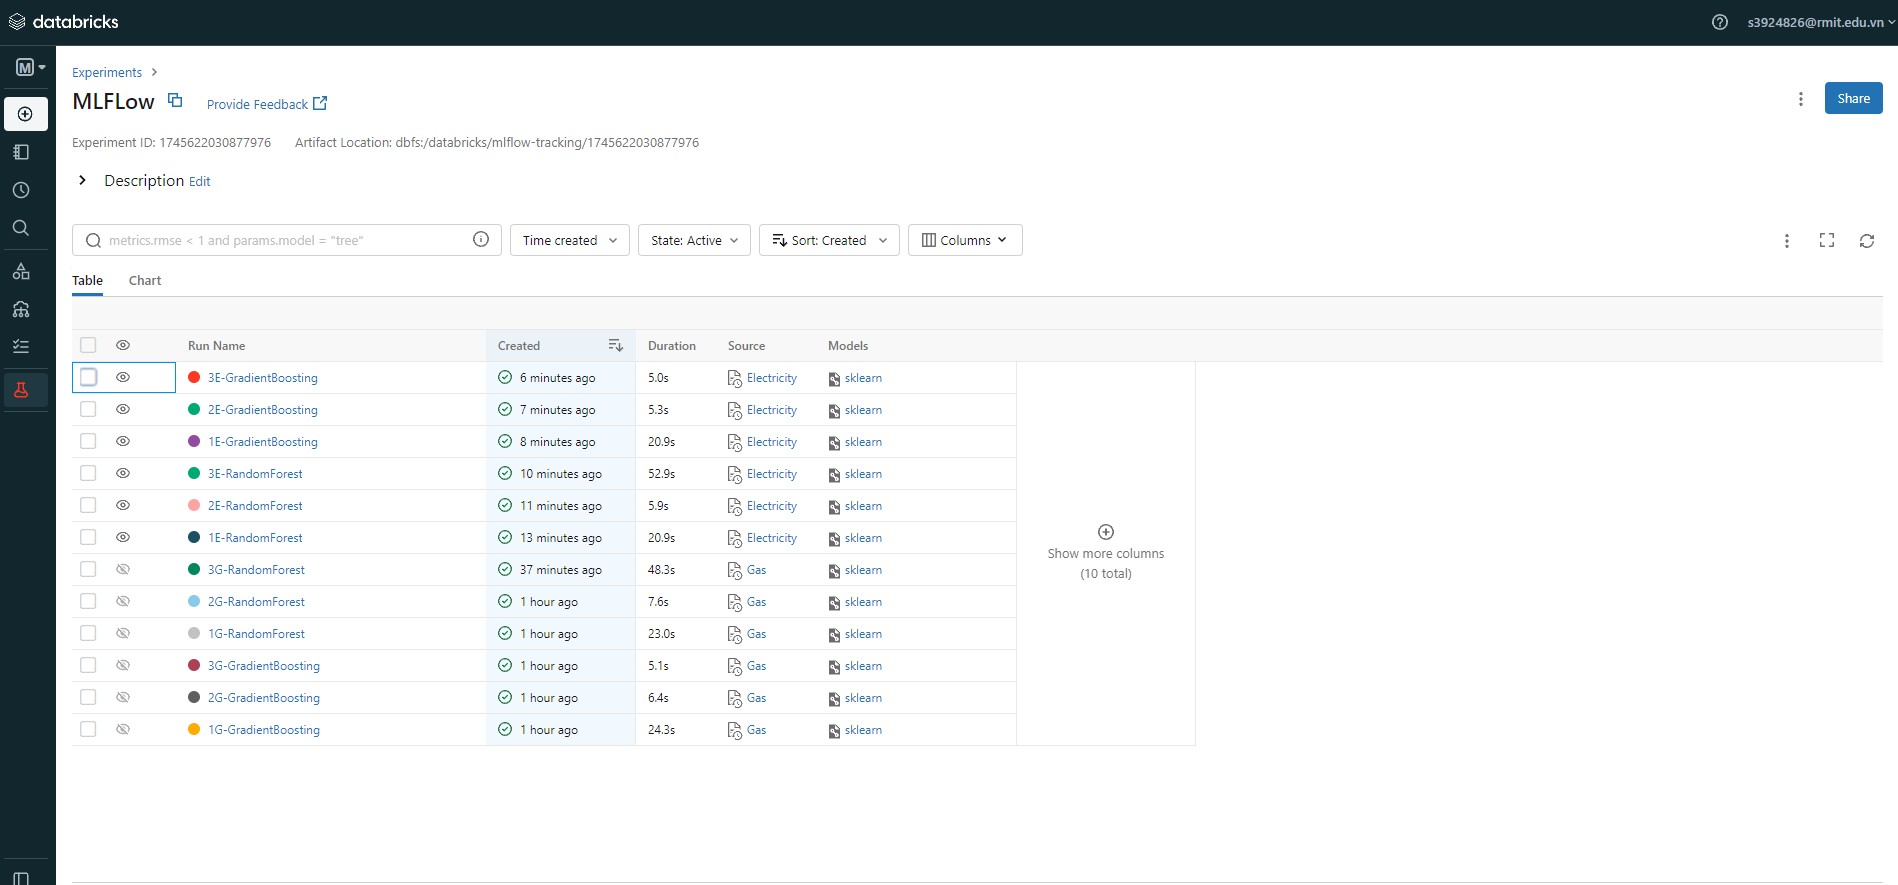 databricks
s3924826@rmit.edu.vn
M
Experiments
MLFLow
Provide Feedback
Share
Experiment ID: 1745622030877976 Artifact Location: dbfs:/databricks/mlflow-tracking/1745622030877976
Description Edit
metrics.rmse < 1 and params.model = "tree"
Time created
State: Active
Sort: Created
Columns
Table Chart
Run Name Created Duration Source Models
3E-GradientBoosting 6 minutes ago 5.0s Electricity sklearn
2E-GradientBoosting 7 minutes ago 5.3s Electricity sklearn
1E-GradientBoosting 8 minutes ago 20.9s Electricity sklearn
3E-RandomForest 10 minutes ago 52.9s Electricity sklearn
2E-RandomForest 11 minutes ago 5.9s Electricity sklearn
1E-RandomForest 13 minutes ago 20.9s Electricity sklearn
3G-RandomForest 37 minutes ago 48.3s Gas sklearn
2G-RandomForest 1 hour ago 7.6s Gas sklearn
1G-RandomForest 1 hour ago 23.0s Gas sklearn
3G-GradientBoosting 1 hour ago 5.1s Gas sklearn
2G-GradientBoosting 1 hour ago 6.4s Gas sklearn
1G-GradientBoosting 1 hour ago 24.3s Gas sklearn
Show more columns
(10 total)